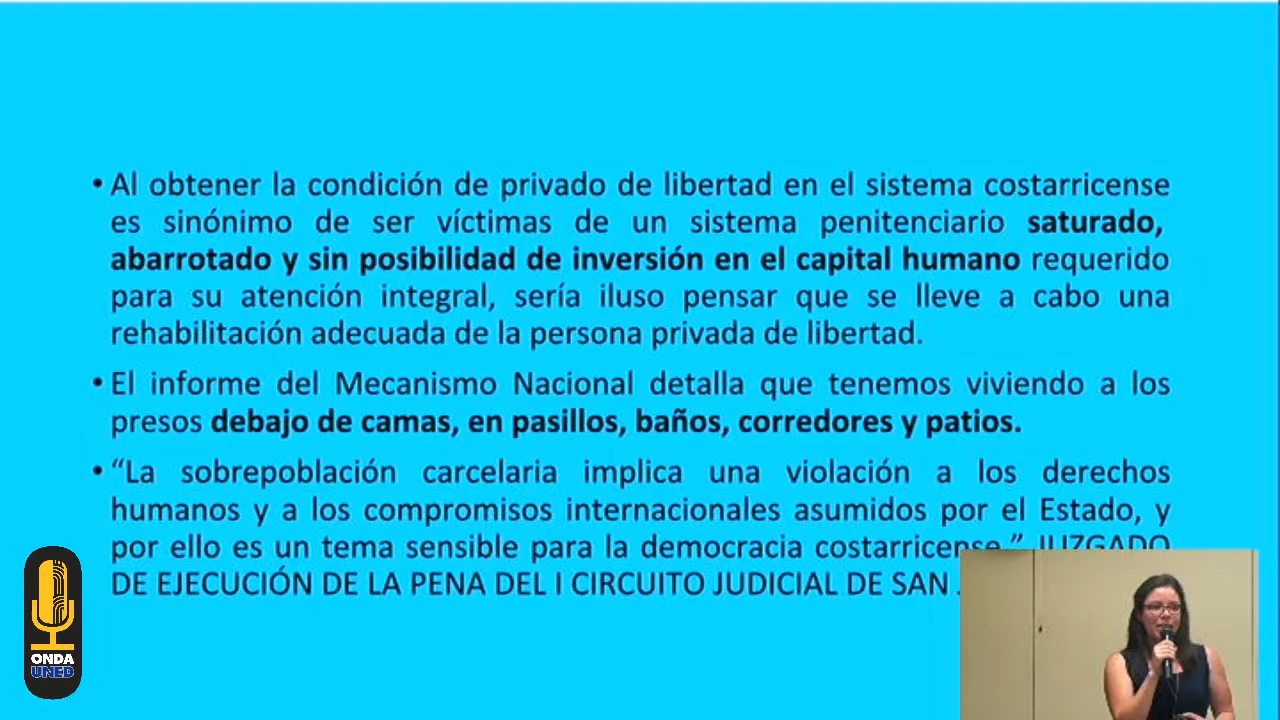 • Al obtener la condición de privado de libertad en el sistema costarricense
es sinónimo de ser víctimas de un sistema penitenciario saturado,
abarrotado y sin posibilidad de inversión en el capital humano requerido
para su atención integral, sería iluso pensar que se lleve a cabo una
rehabilitación adecuada de la persona privada de libertad.
• El informe del Mecanismo Nacional detalla que tenemos viviendo a los
presos debajo de camas, en pasillos, baños, corredores y patios.
• “La sobrepoblación carcelaria implica una violación a los derechos
humanos y a los compromisos internacionales asumidos por el Estado, y
por ello es un tema sensible para la democracia costarricense.” JUZGADO
DE EJECUCIÓN DE LA PENA DEL I CIRCUITO JUDICIAL DE SAN
ONDA
UNED